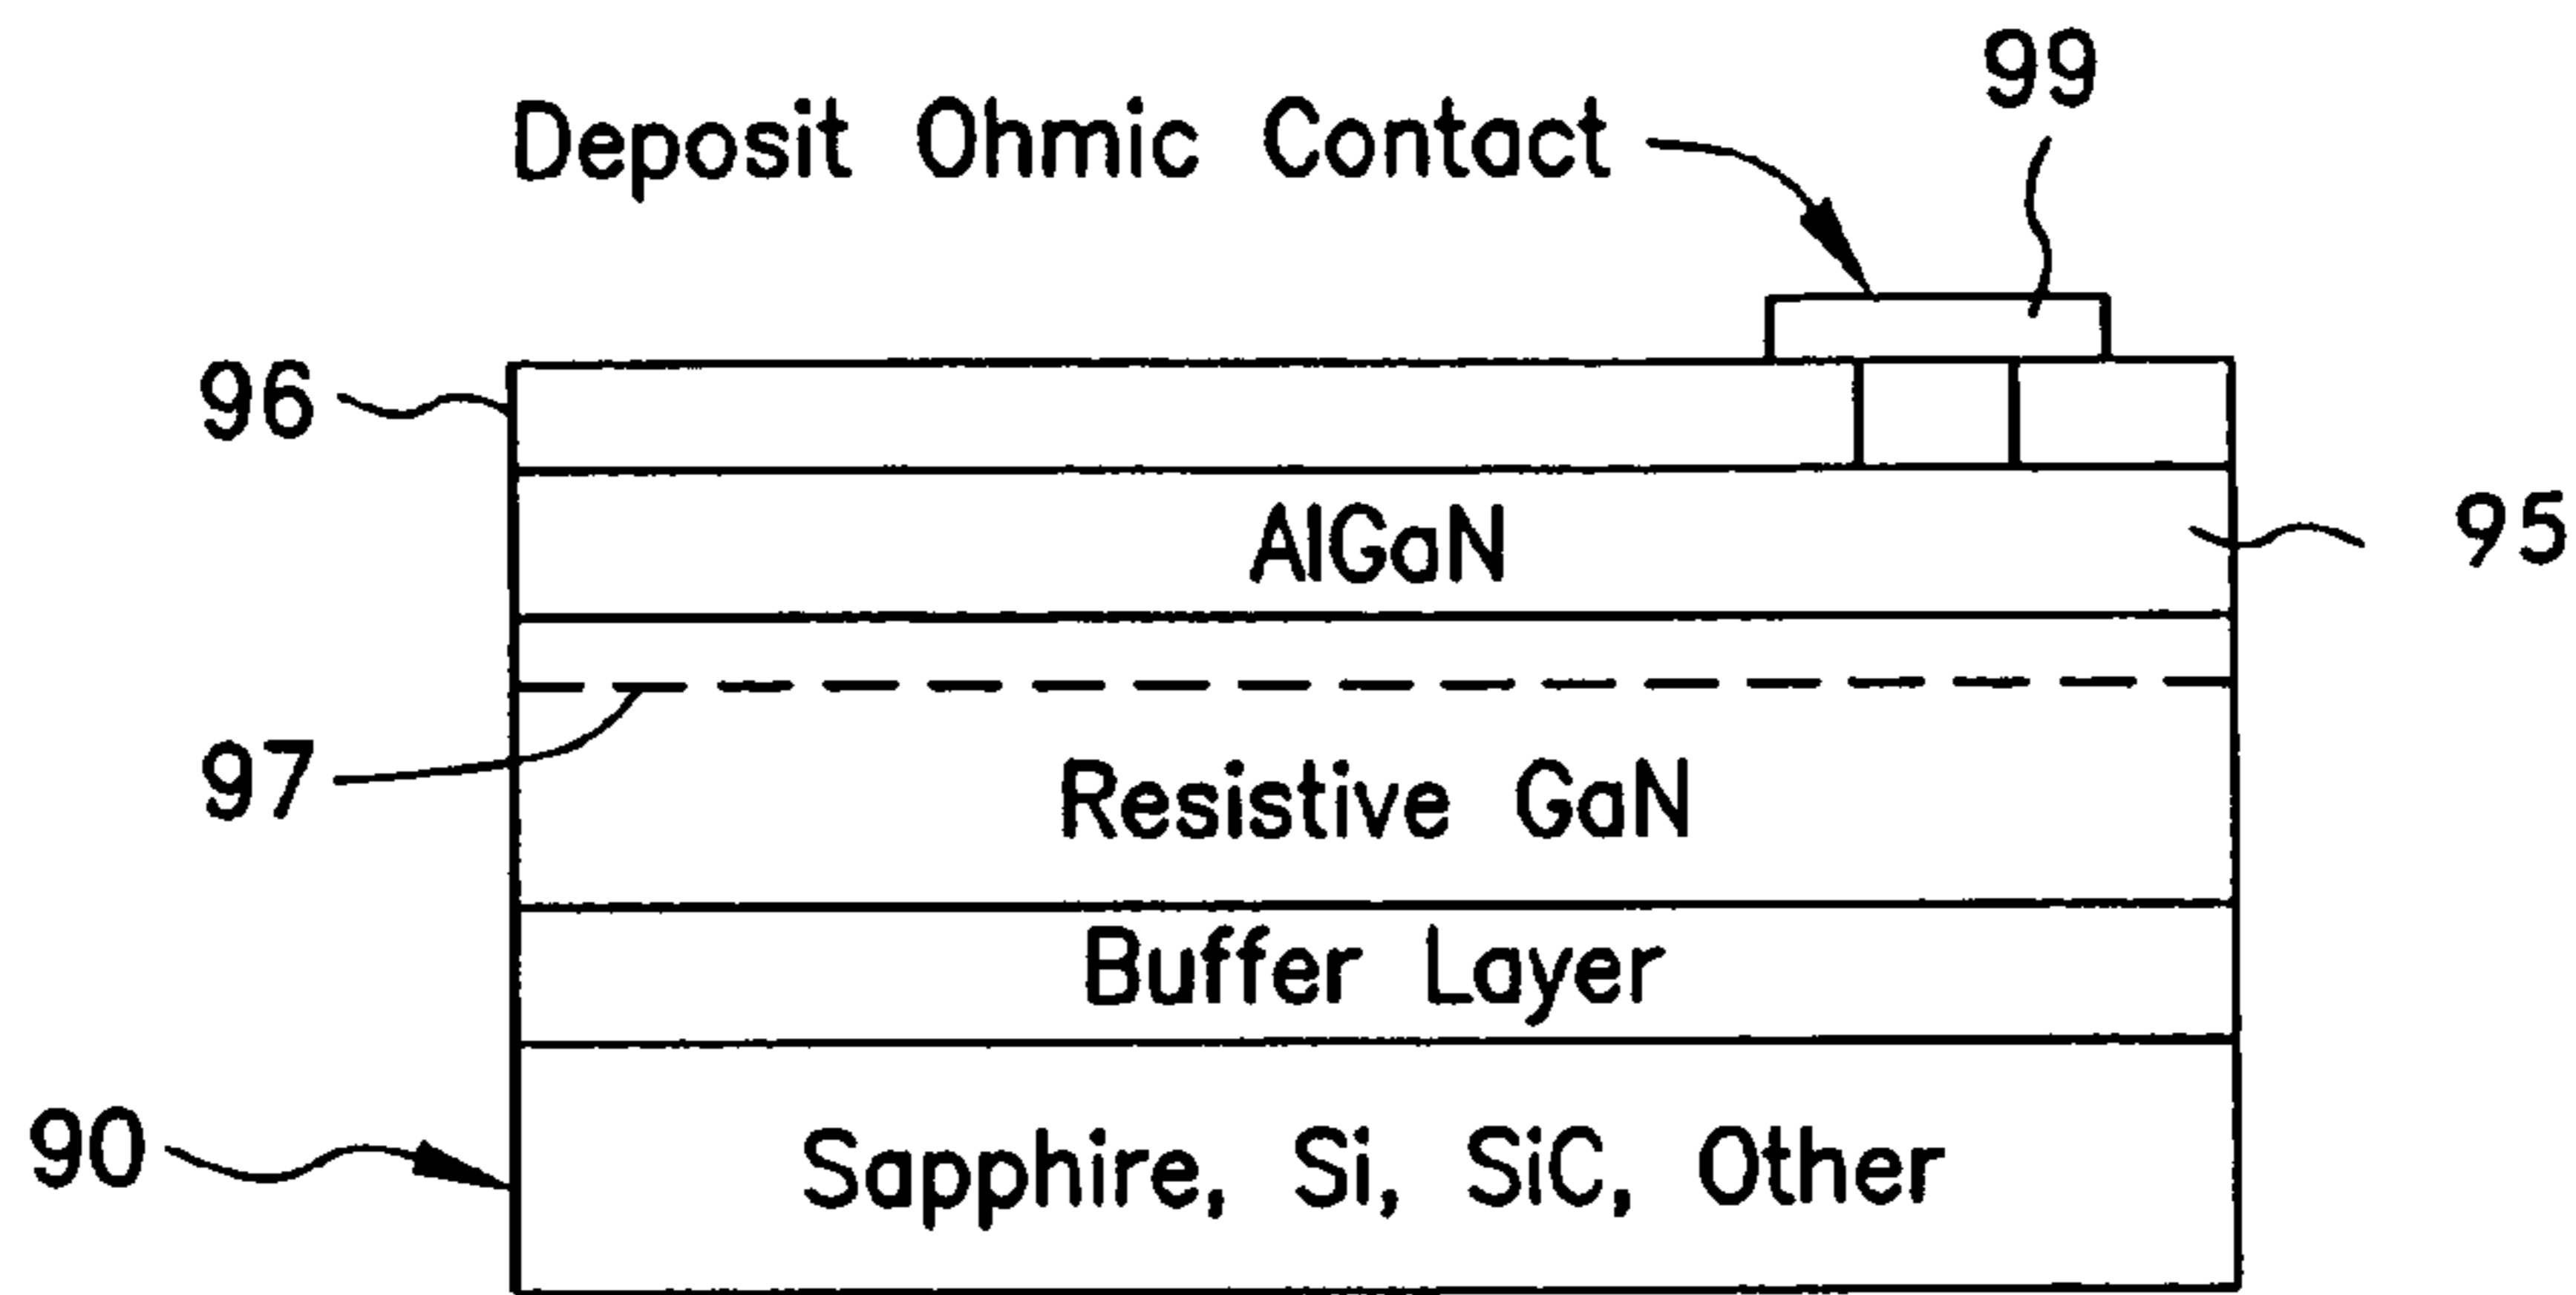 99
Deposit Ohmic Contact
96
AlGaN
95
97
Resistive GaN
Buffer Layer
90
Sapphire, Si, SiC, Other